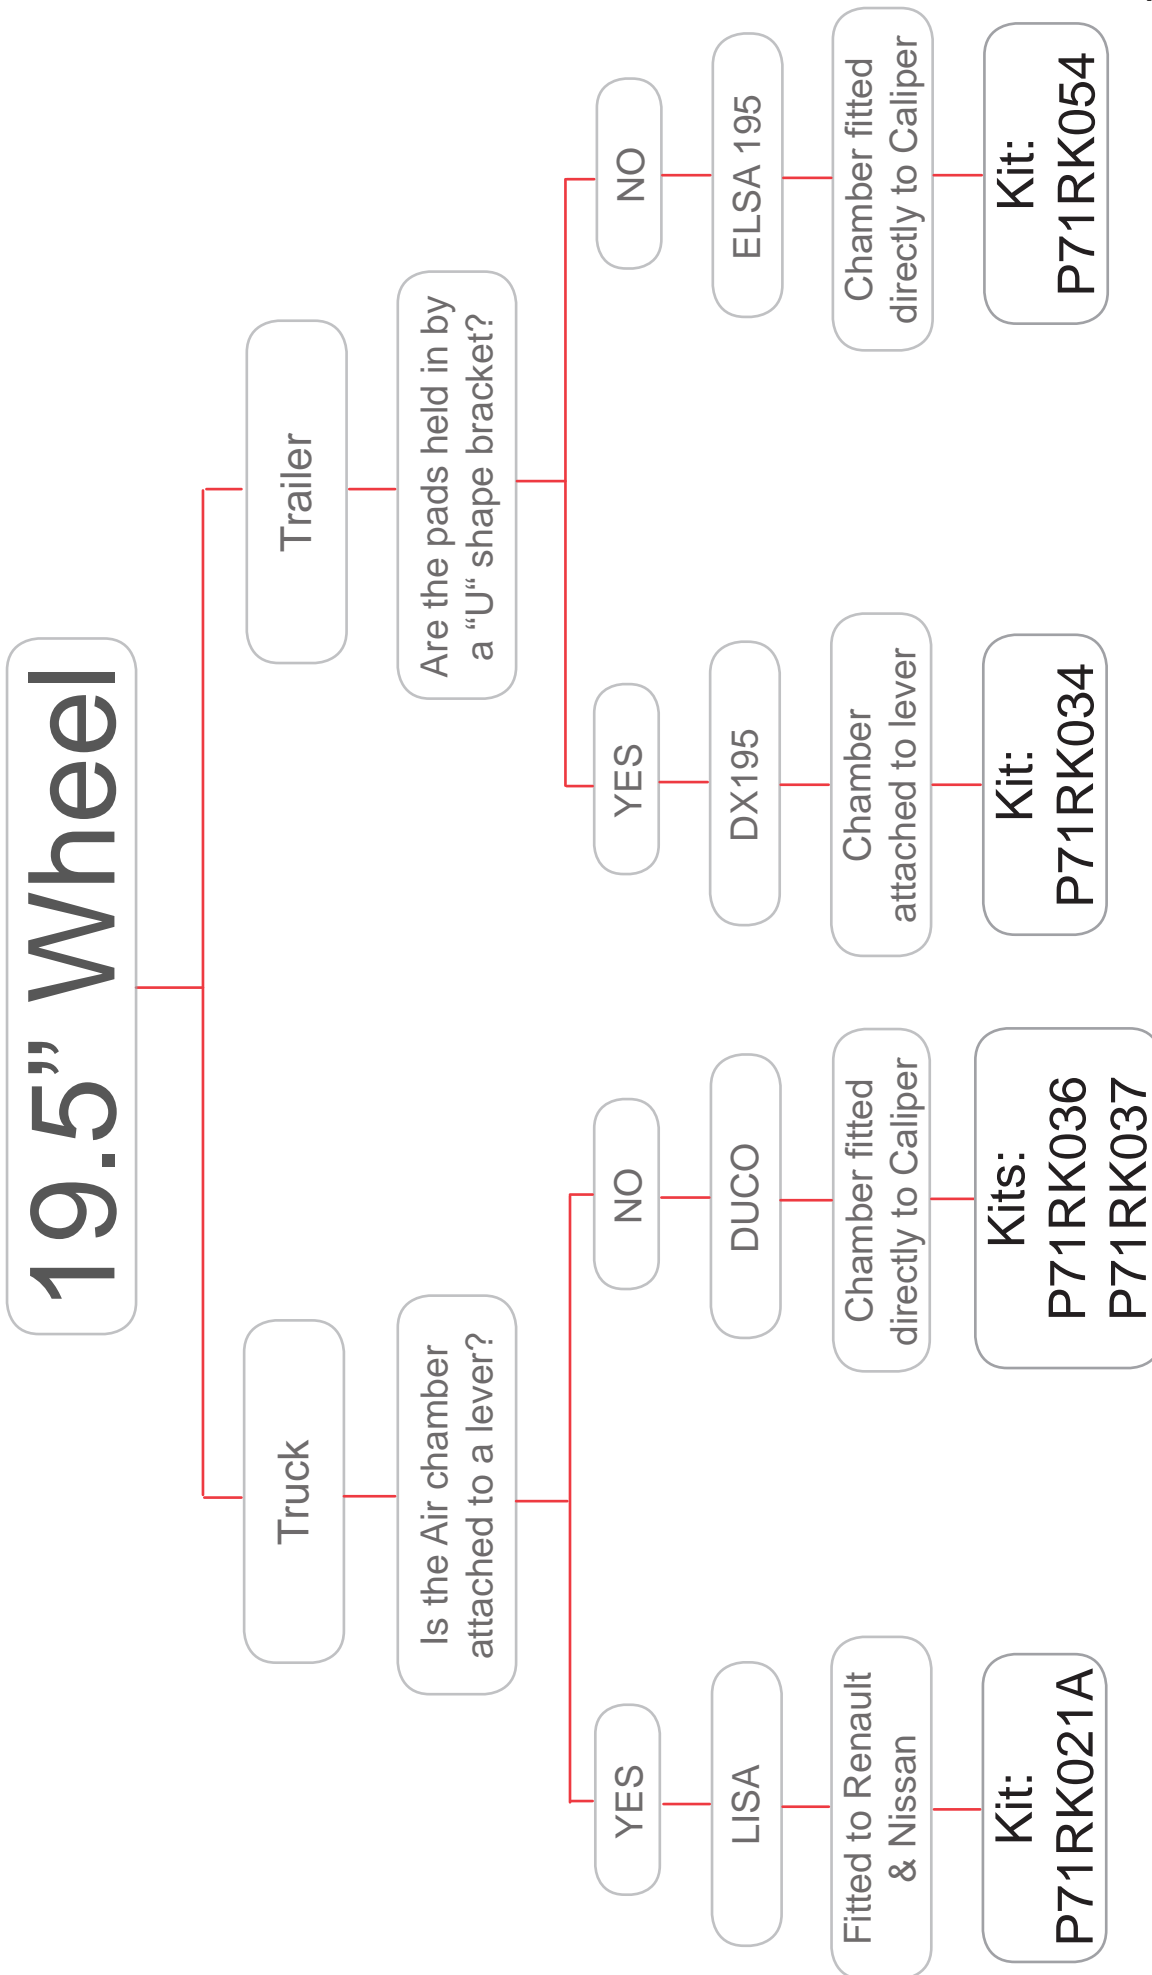 19.5” Wheel
Truck
Trailer
Is the Air chamber
attached to a lever?
Are the pads held in by
a “U“ shape bracket?
YES
NO
YES
NO
LISA
DUCO
DX195
ELSA 195
Fitted to Renault
& Nissan
Chamber fitted
directly to Caliper
Chamber
attached to lever
Chamber fitted
directly to Caliper
Kit:
P71RK021A
Kits:
P71RK036
P71RK037
Kit:
P71RK034
Kit:
P71RK054